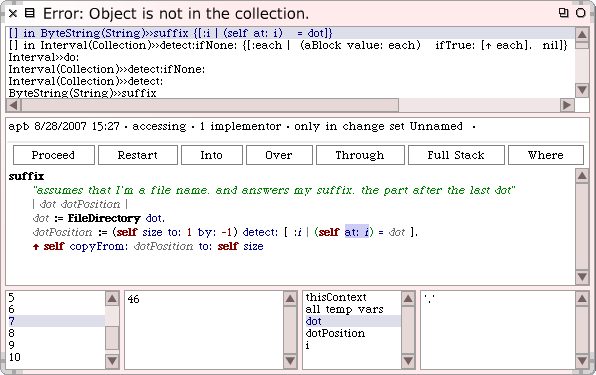 Error: Object is not in the collection.
[] in ByteString(String)>>suffix {[:i | (self at: i) = dot]}
[] in Interval(Collection)>>detect:ifNone: {[:each | (aBlock value: each) ifTrue: [↑ each]. nil]}
Interval>>do:
Interval(Collection)>>detect:ifNone:
Interval(Collection)>>detect:
ByteString(String)>>suffix
apb 8/28/2007 15:27 · accessing · 1 implementor · only in change set Unnamed ·
Proceed Restart Into Over Through Full Stack Where
suffix
"assumes that I'm a file name, and answers my suffix, the part after the last dot"
| dot dotPosition |
dot := FileDirectory dot.
dotPosition := (self size to: 1 by: -1) detect: [ :i | (self at: i) = dot ].
↑ self copyFrom: dotPosition to: self size
5
6
7
8
9
10
46
thisContext
all temp vars
dot
dotPosition
i
'.'